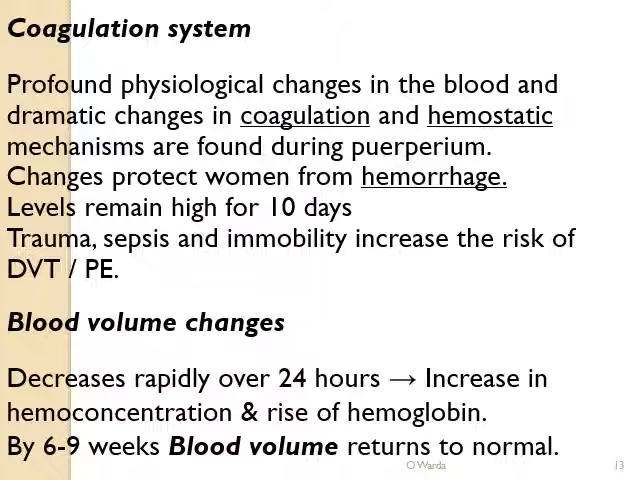 Coagulation system
Profound physiological changes in the blood and
dramatic changes in coagulation and hemostatic
mechanisms are found during puerperium.
Changes protect women from hemorrhage.
Levels remain high for 10 days
Trauma, sepsis and immobility increase the risk of
DVT / PE.
Blood volume changes
Decreases rapidly over 24 hours → Increase in
hemoconcentration & rise of hemoglobin.
By 6-9 weeks Blood volume returns to normal.
O Warda 13